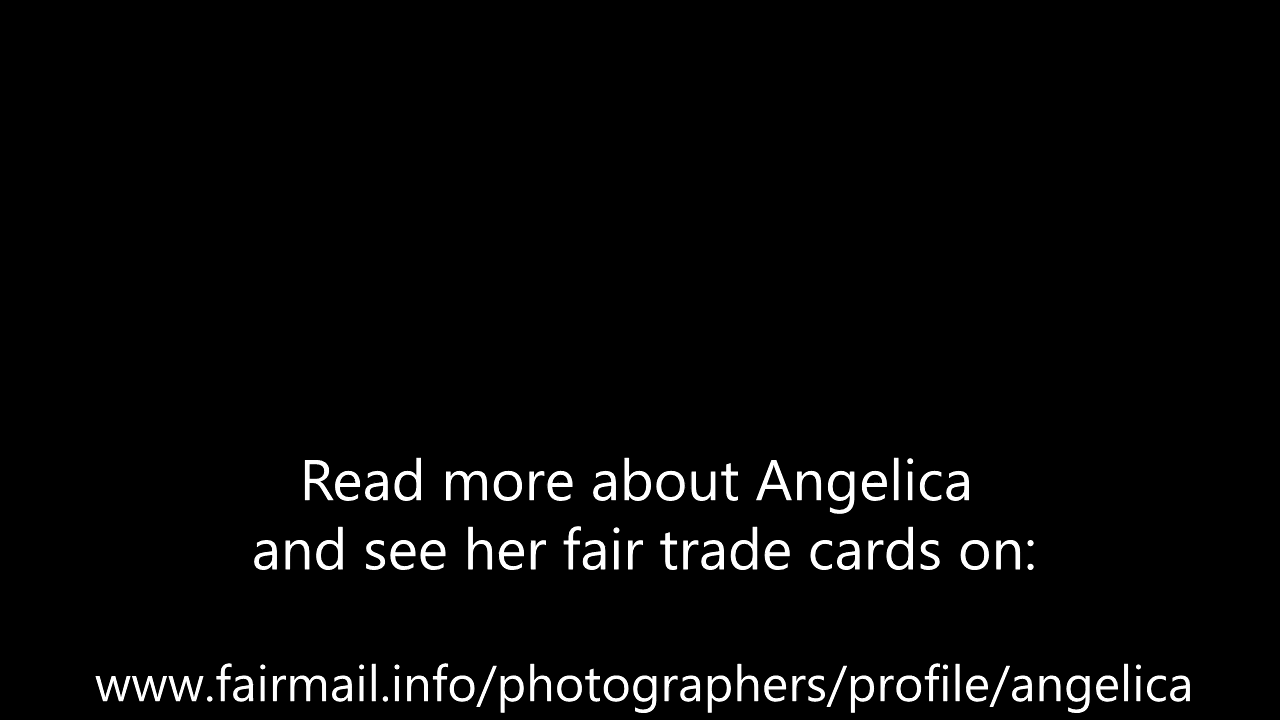 Read more about Angelica
and see her fair trade cards on:
www.fairmail.info/photographers/profile/angelica